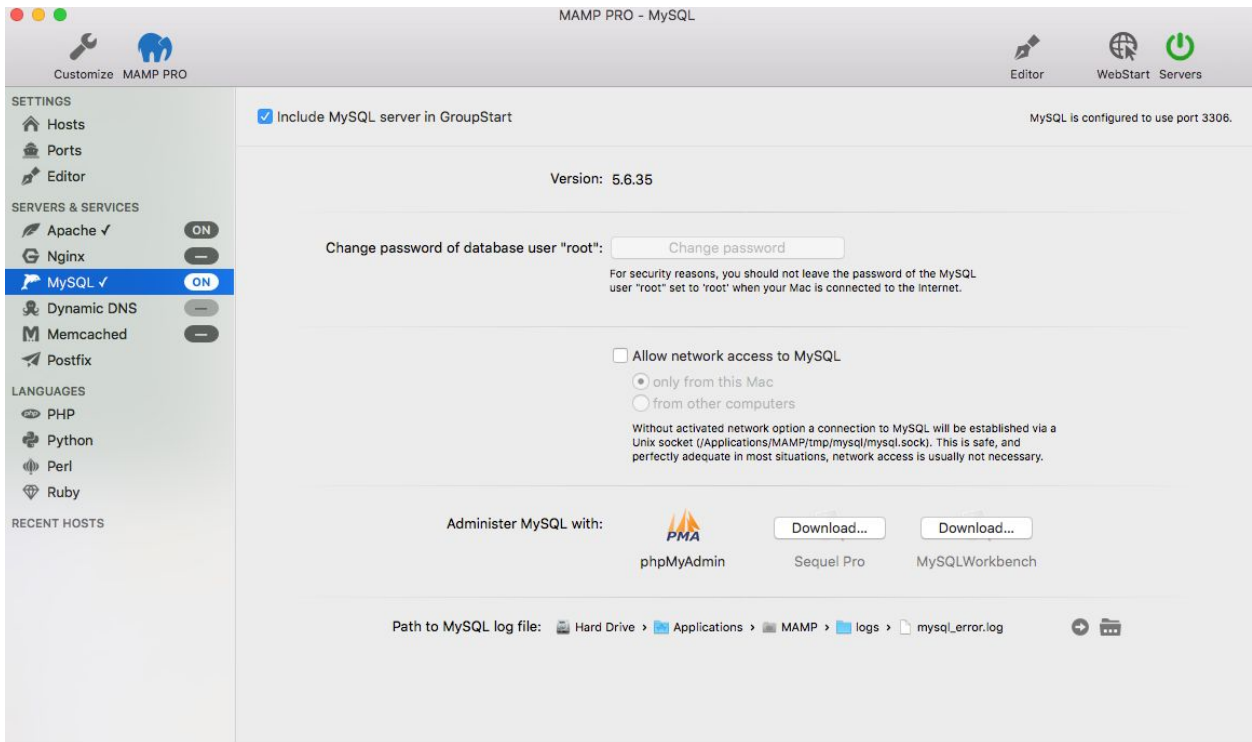 MAMP PRO - MySQL
Customize MAMP PRO
Editor
WebStart Servers
SETTINGS
Hosts
Ports
Editor
SERVERS & SERVICES
Apache ✓ ON
Nginx
MySQL ✓ ON
Dynamic DNS
Memcached
Postfix
LANGUAGES
php PHP
Python
Perl
Ruby
RECENT HOSTS
Include MySQL server in GroupStart
MySQL is configured to use port 3306.
Version: 5.6.35
Change password of database user "root": Change password
For security reasons, you should not leave the password of the MySQL
user "root" set to 'root' when your Mac is connected to the Internet.
Allow network access to MySQL
only from this Mac
from other computers
Without activated network option a connection to MySQL will be established via a
Unix socket (/Applications/MAMP/tmp/mysql/mysql.sock). This is safe, and
perfectly adequate in most situations, network access is usually not necessary.
Administer MySQL with:
PMA
Download...
Download...
phpMyAdmin
Sequel Pro
MySQLWorkbench
Path to MySQL log file: Hard Drive › Applications › MAMP › logs › mysql_error.log